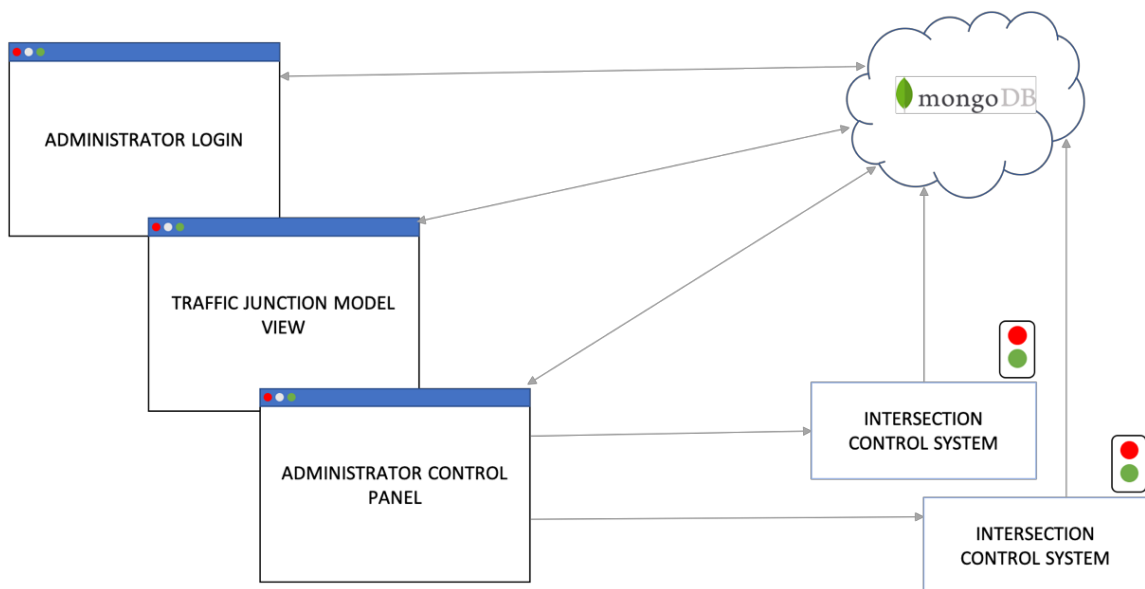 mongoDB
ADMINISTRATOR LOGIN
TRAFFIC JUNCTION MODEL
VIEW
ADMINISTRATOR CONTROL
PANEL
INTERSECTION
CONTROL SYSTEM
INTERSECTION
CONTROL SYSTEM